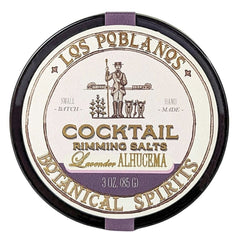 LOS POBLANOS
SMALL
BATCH
HAND
MADE
COCKTAIL
RIMMING SALTS
Lavender ALHUCEMA
3 OZ. (85 G)
BOTANICAL SPIRITS